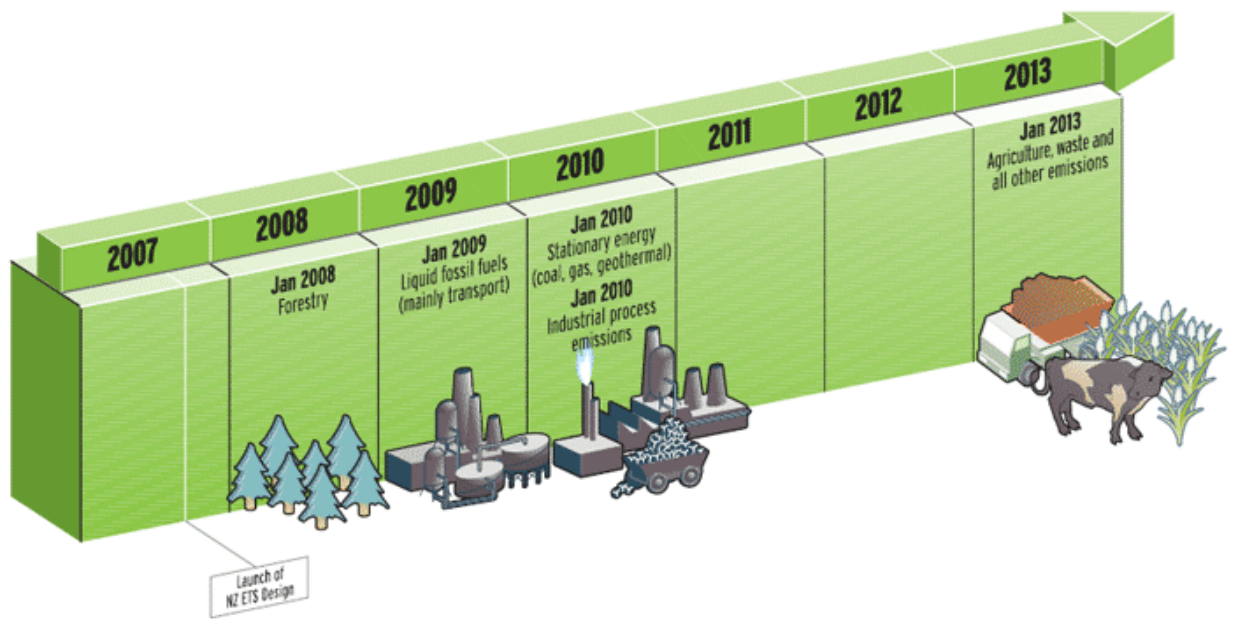 2007
2008
2009
2010
2011
2012
2013
Jan 2008
Forestry
Jan 2009
Liquid fossil fuels
(mainly transport)
Jan 2010
Stationary energy
(coal, gas, geothermal)
Jan 2010
Industrial process
emissions
Jan 2013
Agriculture, waste and
all other emissions
Launch of
NZ ETS Design